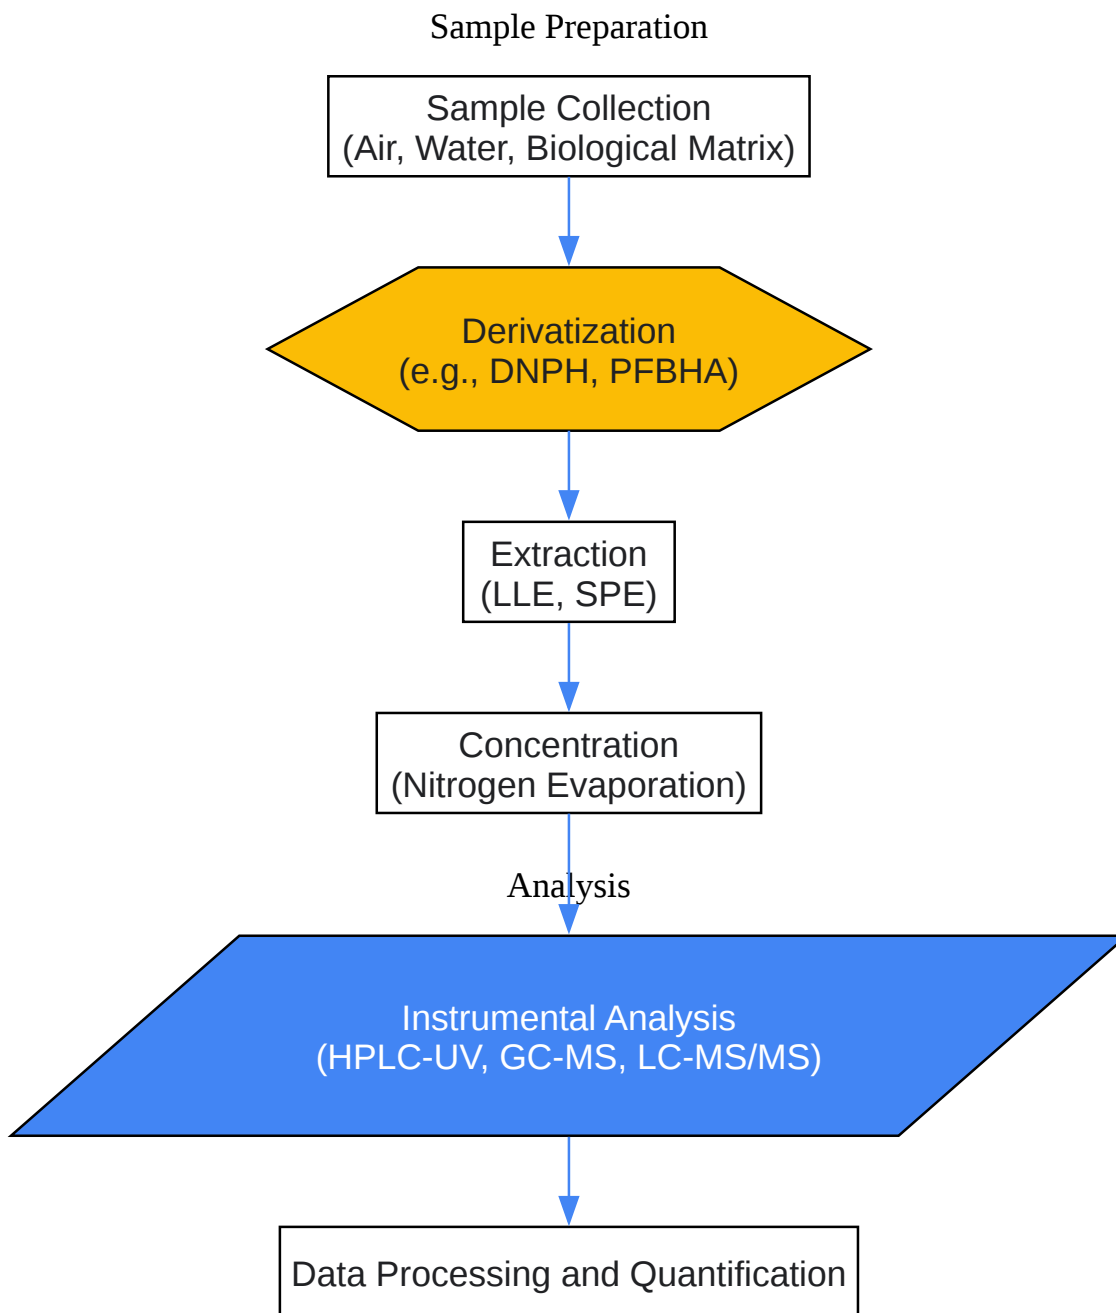 Sample Preparation
Sample Collection
(Air, Water, Biological Matrix)
Derivatization
(e.g., DNPH, PFBHA)
Extraction
(LLE, SPE)
Concentration
(Nitrogen Evaporation)
Analysis
Instrumental Analysis
(HPLC-UV, GC-MS, LC-MS/MS)
Data Processing and Quantification